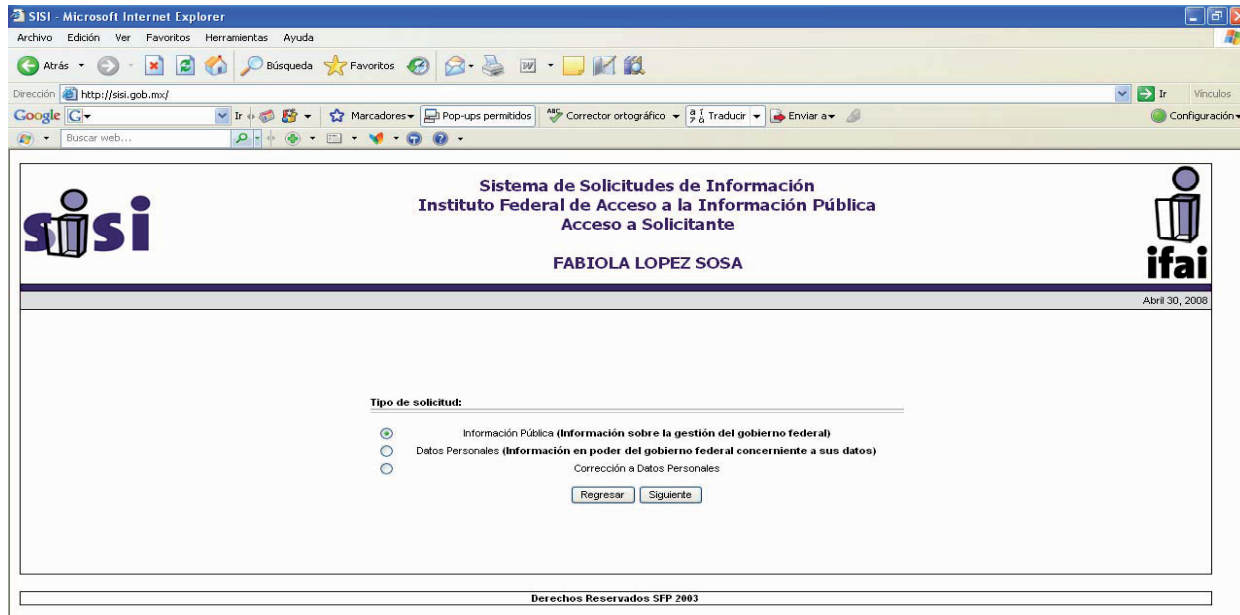 SISI - Microsoft Internet Explorer
Archivo Edición Ver Favoritos Herramientas Ayuda
Atrás Búsqueda Favoritos
Dirección http://sisi.gob.mx/ Ir Vínculos
Google G Ir Marcadores Pop-ups permitidos Corrector ortográfico Traducir Enviar a Configuración
Buscar web...
sisi
Sistema de Solicitudes de Información
Instituto Federal de Acceso a la Información Pública
Acceso a Solicitante
FABIOLA LOPEZ SOSA
ifai
Abril 30, 2008
Tipo de solicitud:
Información Pública (Información sobre la gestión del gobierno federal)
Datos Personales (Información en poder del gobierno federal concerniente a sus datos)
Corrección a Datos Personales
Regresar Siguiente
Derechos Reservados SFP 2003